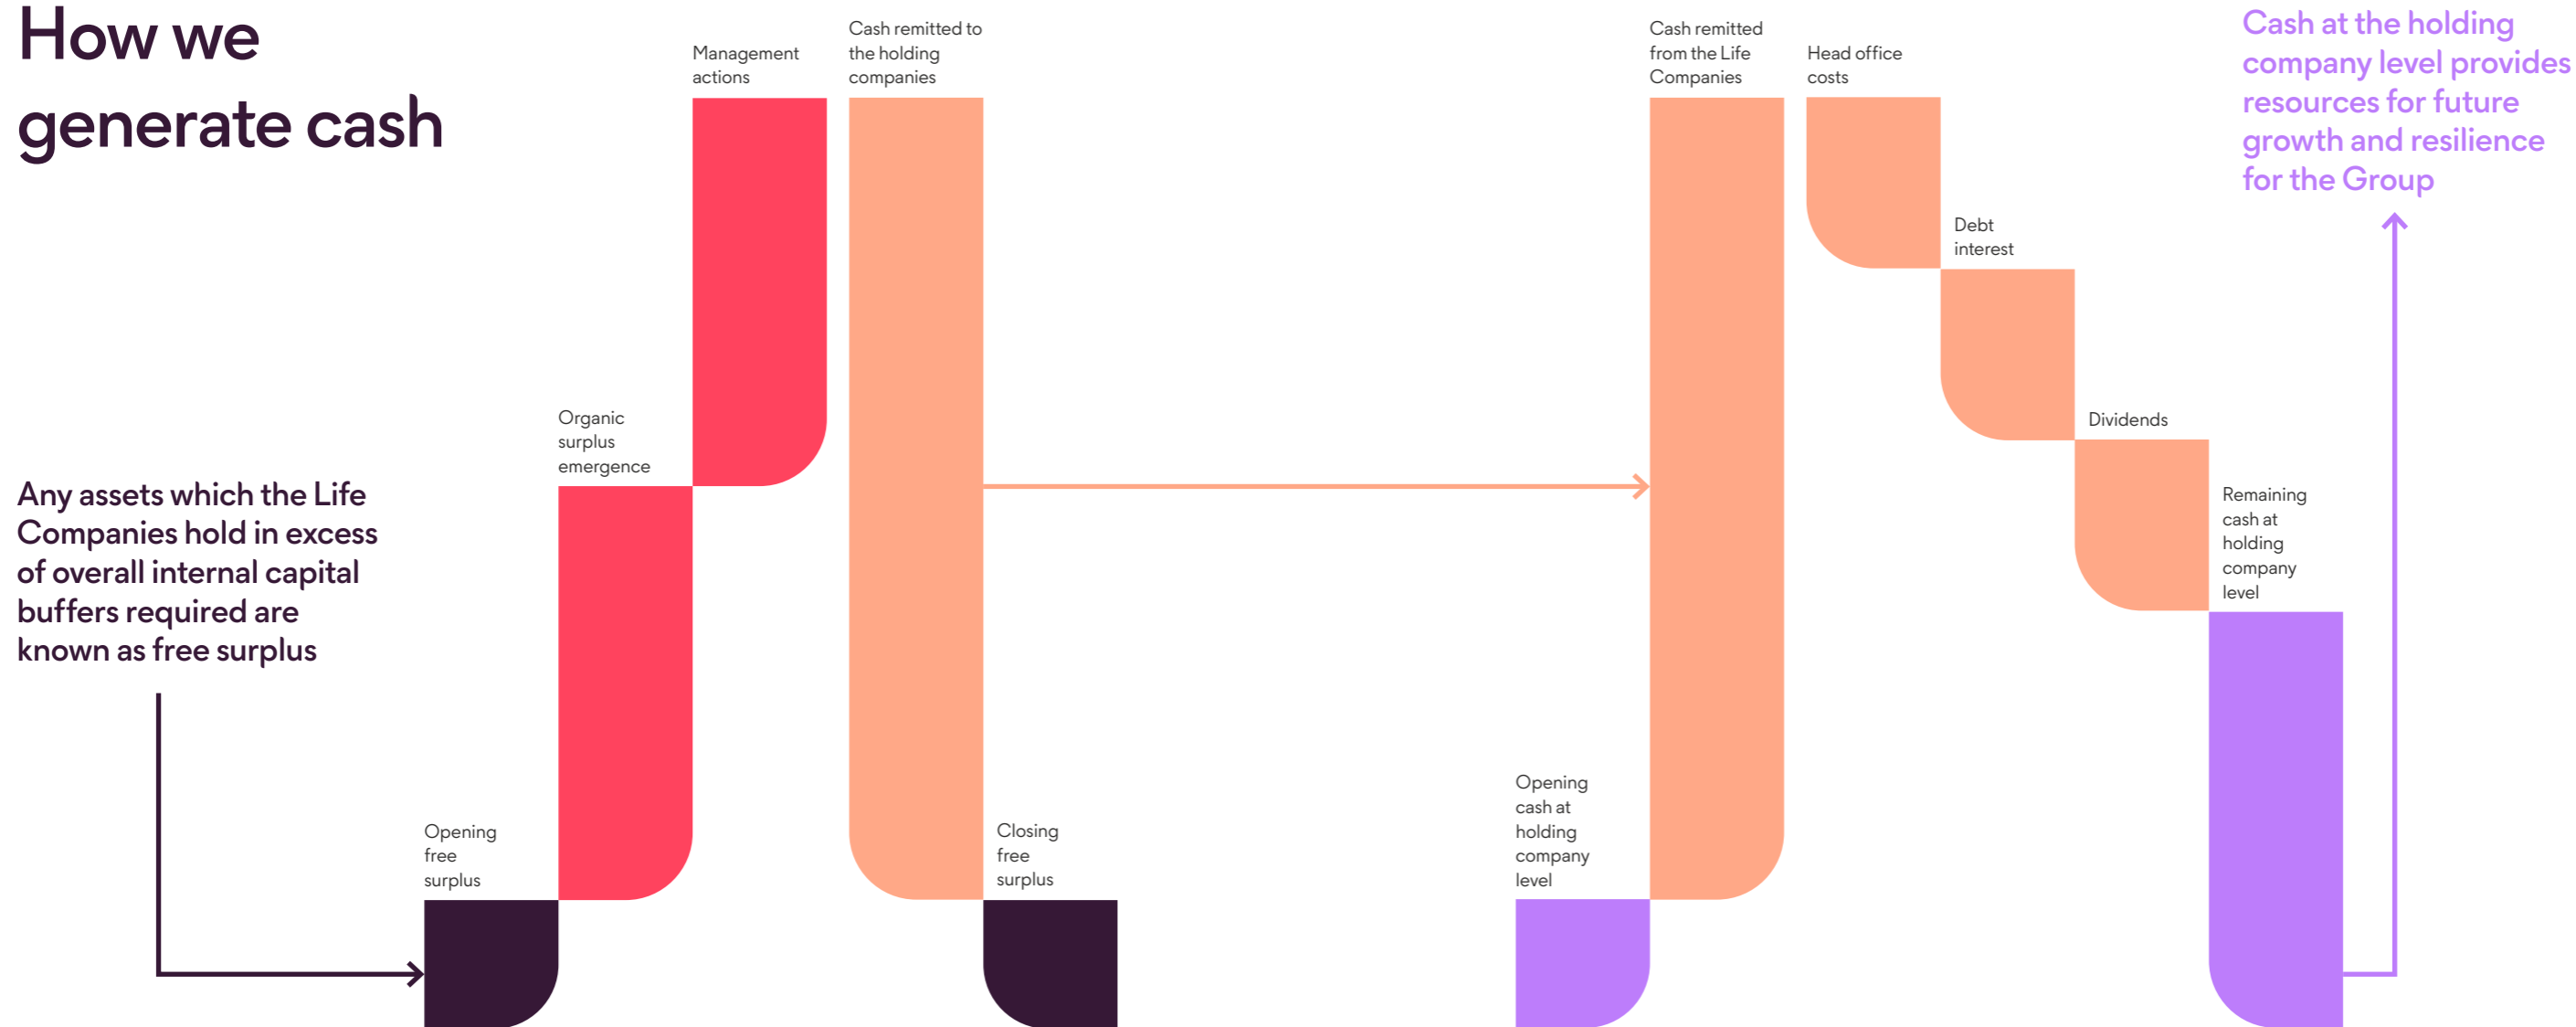 How we
generate cash
Any assets which the Life
Companies hold in excess
of overall internal capital
buffers required are
known as free surplus
Opening
free
surplus
Organic
surplus
emergence
Management
actions
Cash remitted to
the holding
companies
Closing
free
surplus
Opening
cash at
holding
company
level
Cash remitted
from the Life
Companies
Head office
costs
Debt
interest
Dividends
Remaining
cash at
holding
company
level
Cash at the holding
company level provides
resources for future
growth and resilience
for the Group